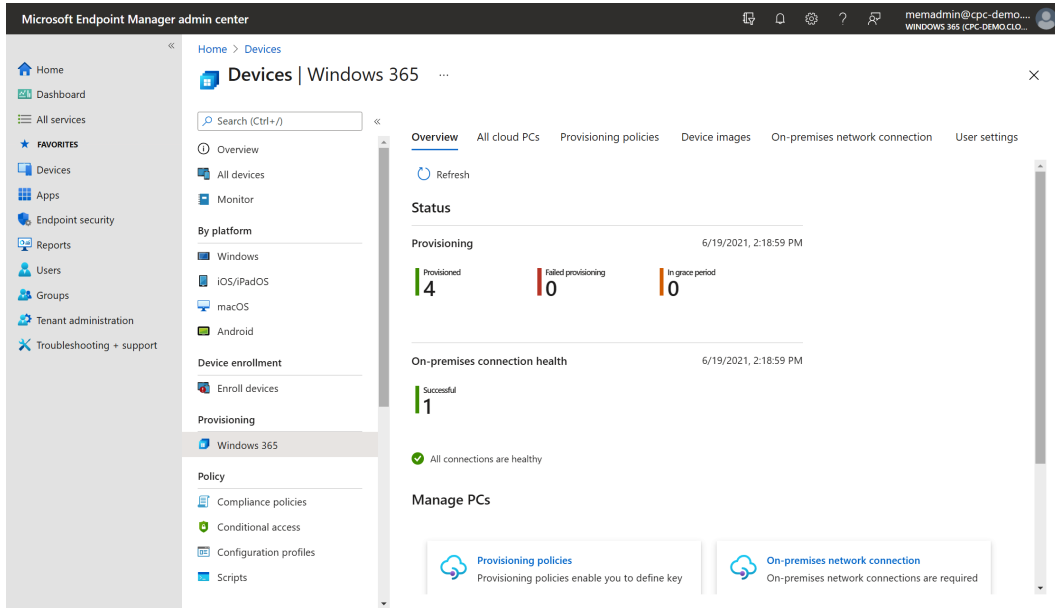 Microsoft Endpoint Manager admin center
memadmin@cpc-demo....
WINDOWS 365 (CPC-DEMO.CLO...
«
Home
Dashboard
All services
FAVORITES
Devices
Apps
Endpoint security
Reports
Users
Groups
Tenant administration
Troubleshooting + support
Home > Devices
Devices | Windows 365 ...
Search (Ctrl+/)
«
Overview
All devices
Monitor
By platform
Windows
iOS/iPadOS
macOS
Android
Device enrollment
Enroll devices
Provisioning
Windows 365
Policy
Compliance policies
Conditional access
Configuration profiles
Scripts
Overview All cloud PCs Provisioning policies Device images On-premises network connection User settings
Refresh
Status
Provisioning 6/19/2021, 2:18:59 PM
Provisioned Failed provisioning In grace period
4 0 0
On-premises connection health 6/19/2021, 2:18:59 PM
Successful
1
All connections are healthy
Manage PCs
Provisioning policies
Provisioning policies enable you to define key
On-premises network connection
On-premises network connections are required